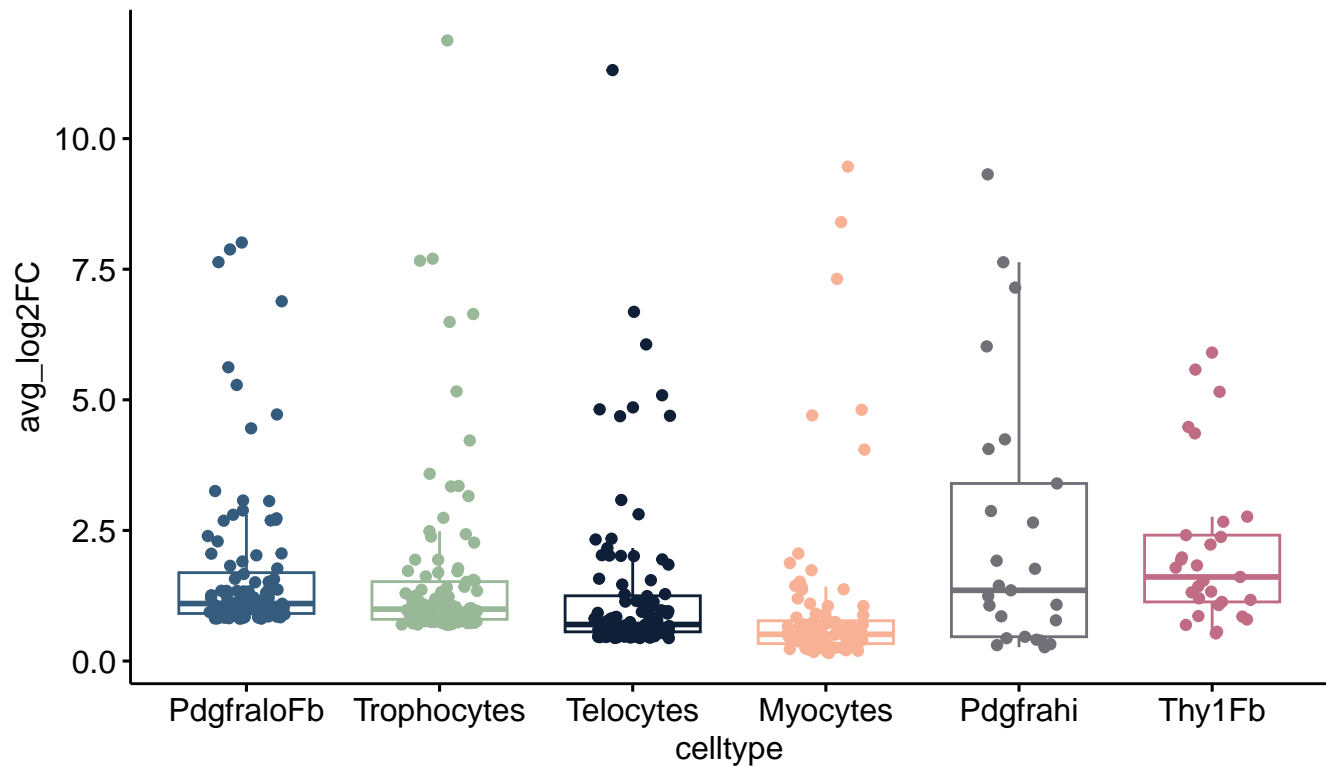 avg_log2FC
10.0
7.5
5.0
2.5
0.0
PdgfraloFb Trophocytes Telocytes Myocytes Pdgfrahi Thy1Fb
celltype